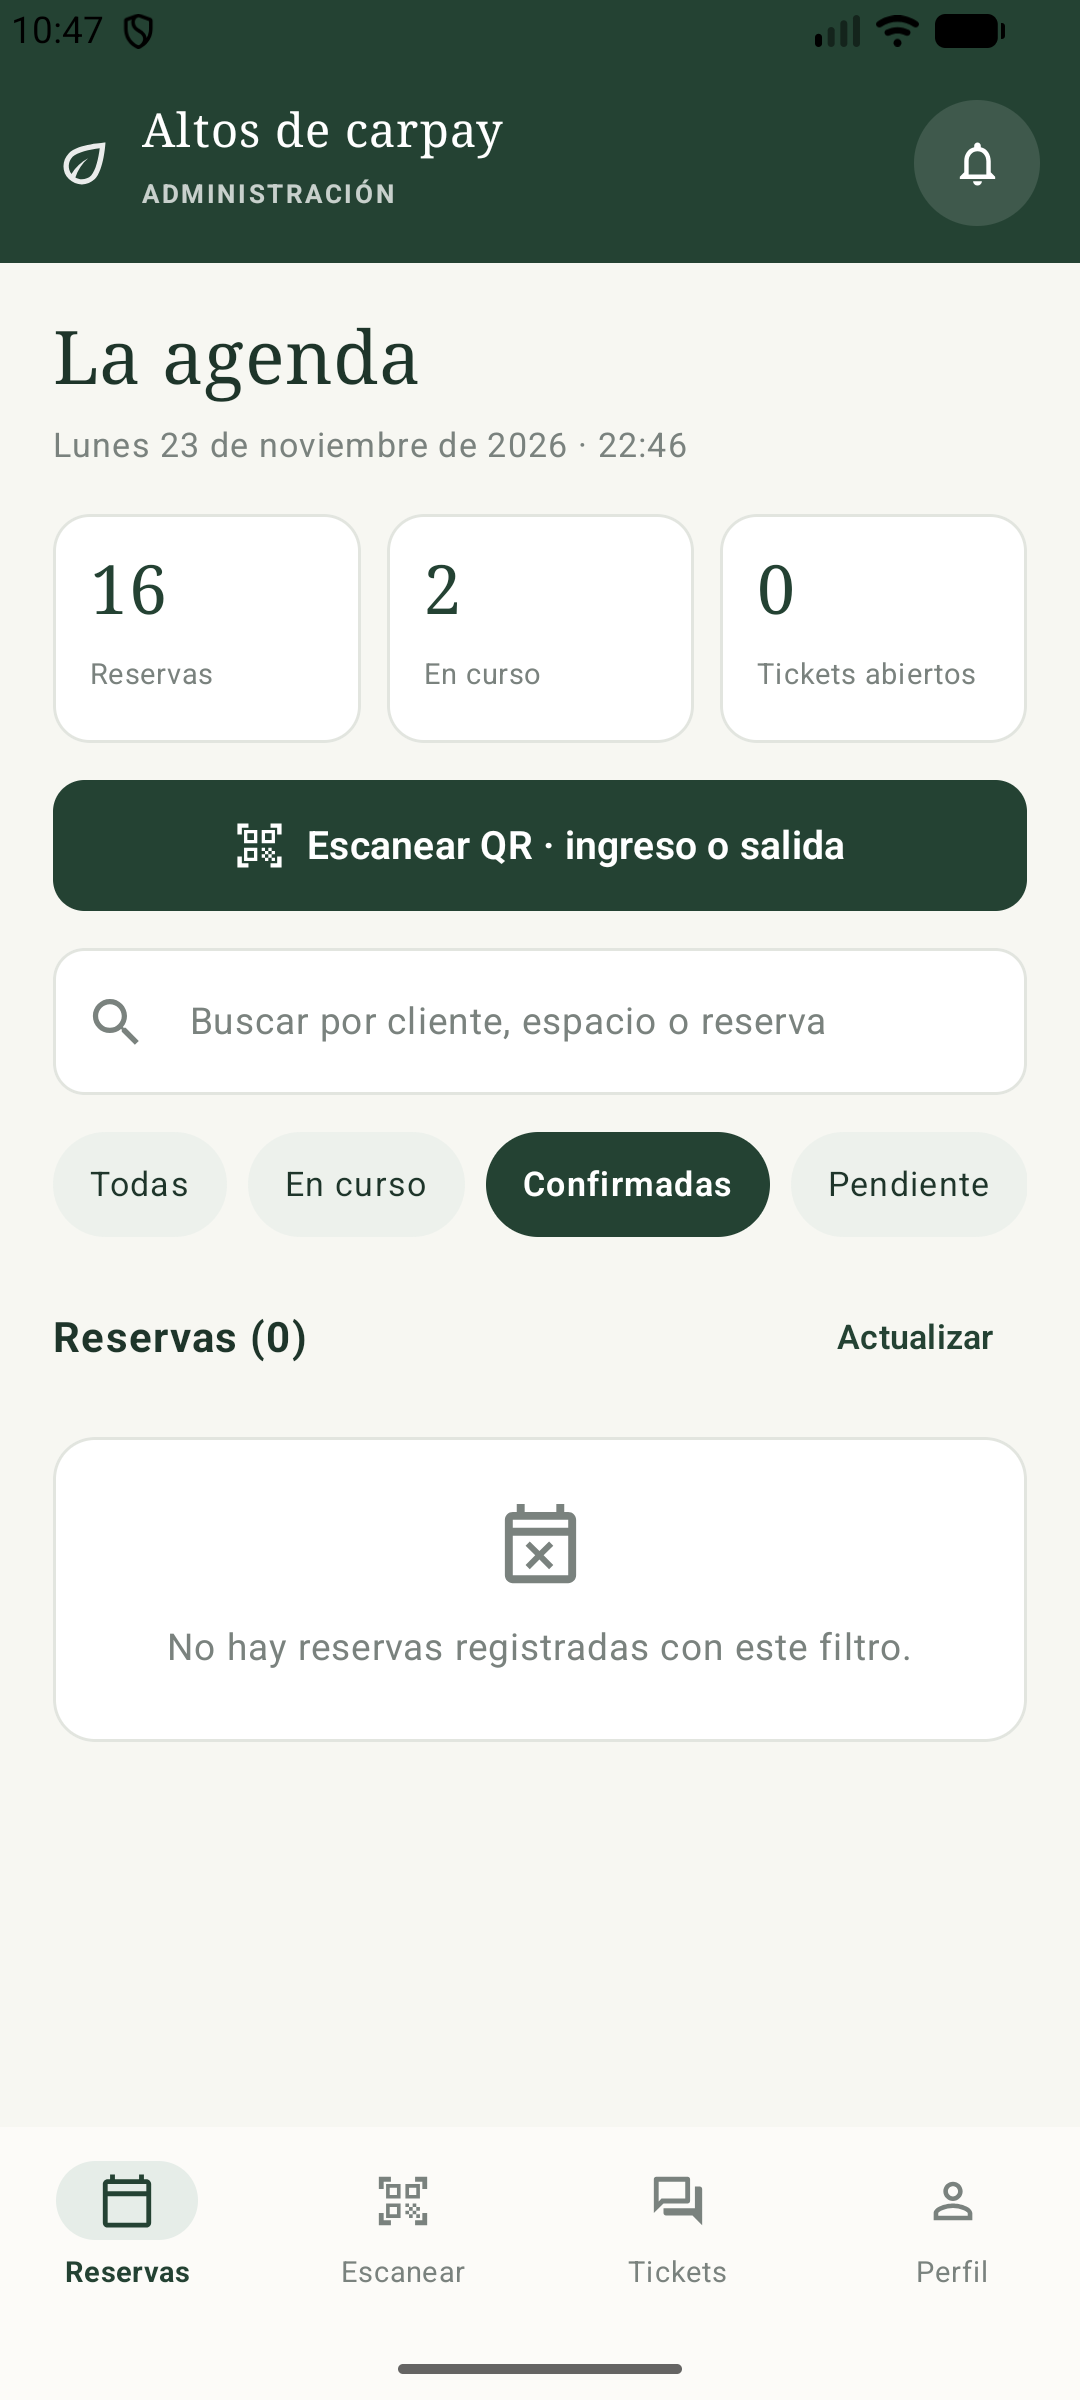 10:47
Altos de carpay
ADMINISTRACIÓN
La agenda
Lunes 23 de noviembre de 2026 · 22:46
16
Reservas
2
En curso
0
Tickets abiertos
Escanear QR · ingreso o salida
Buscar por cliente, espacio o reserva
Todas
En curso
Confirmadas
Pendiente
Reservas (0)
Actualizar
No hay reservas registradas con este filtro.
Reservas
Escanear
Tickets
Perfil